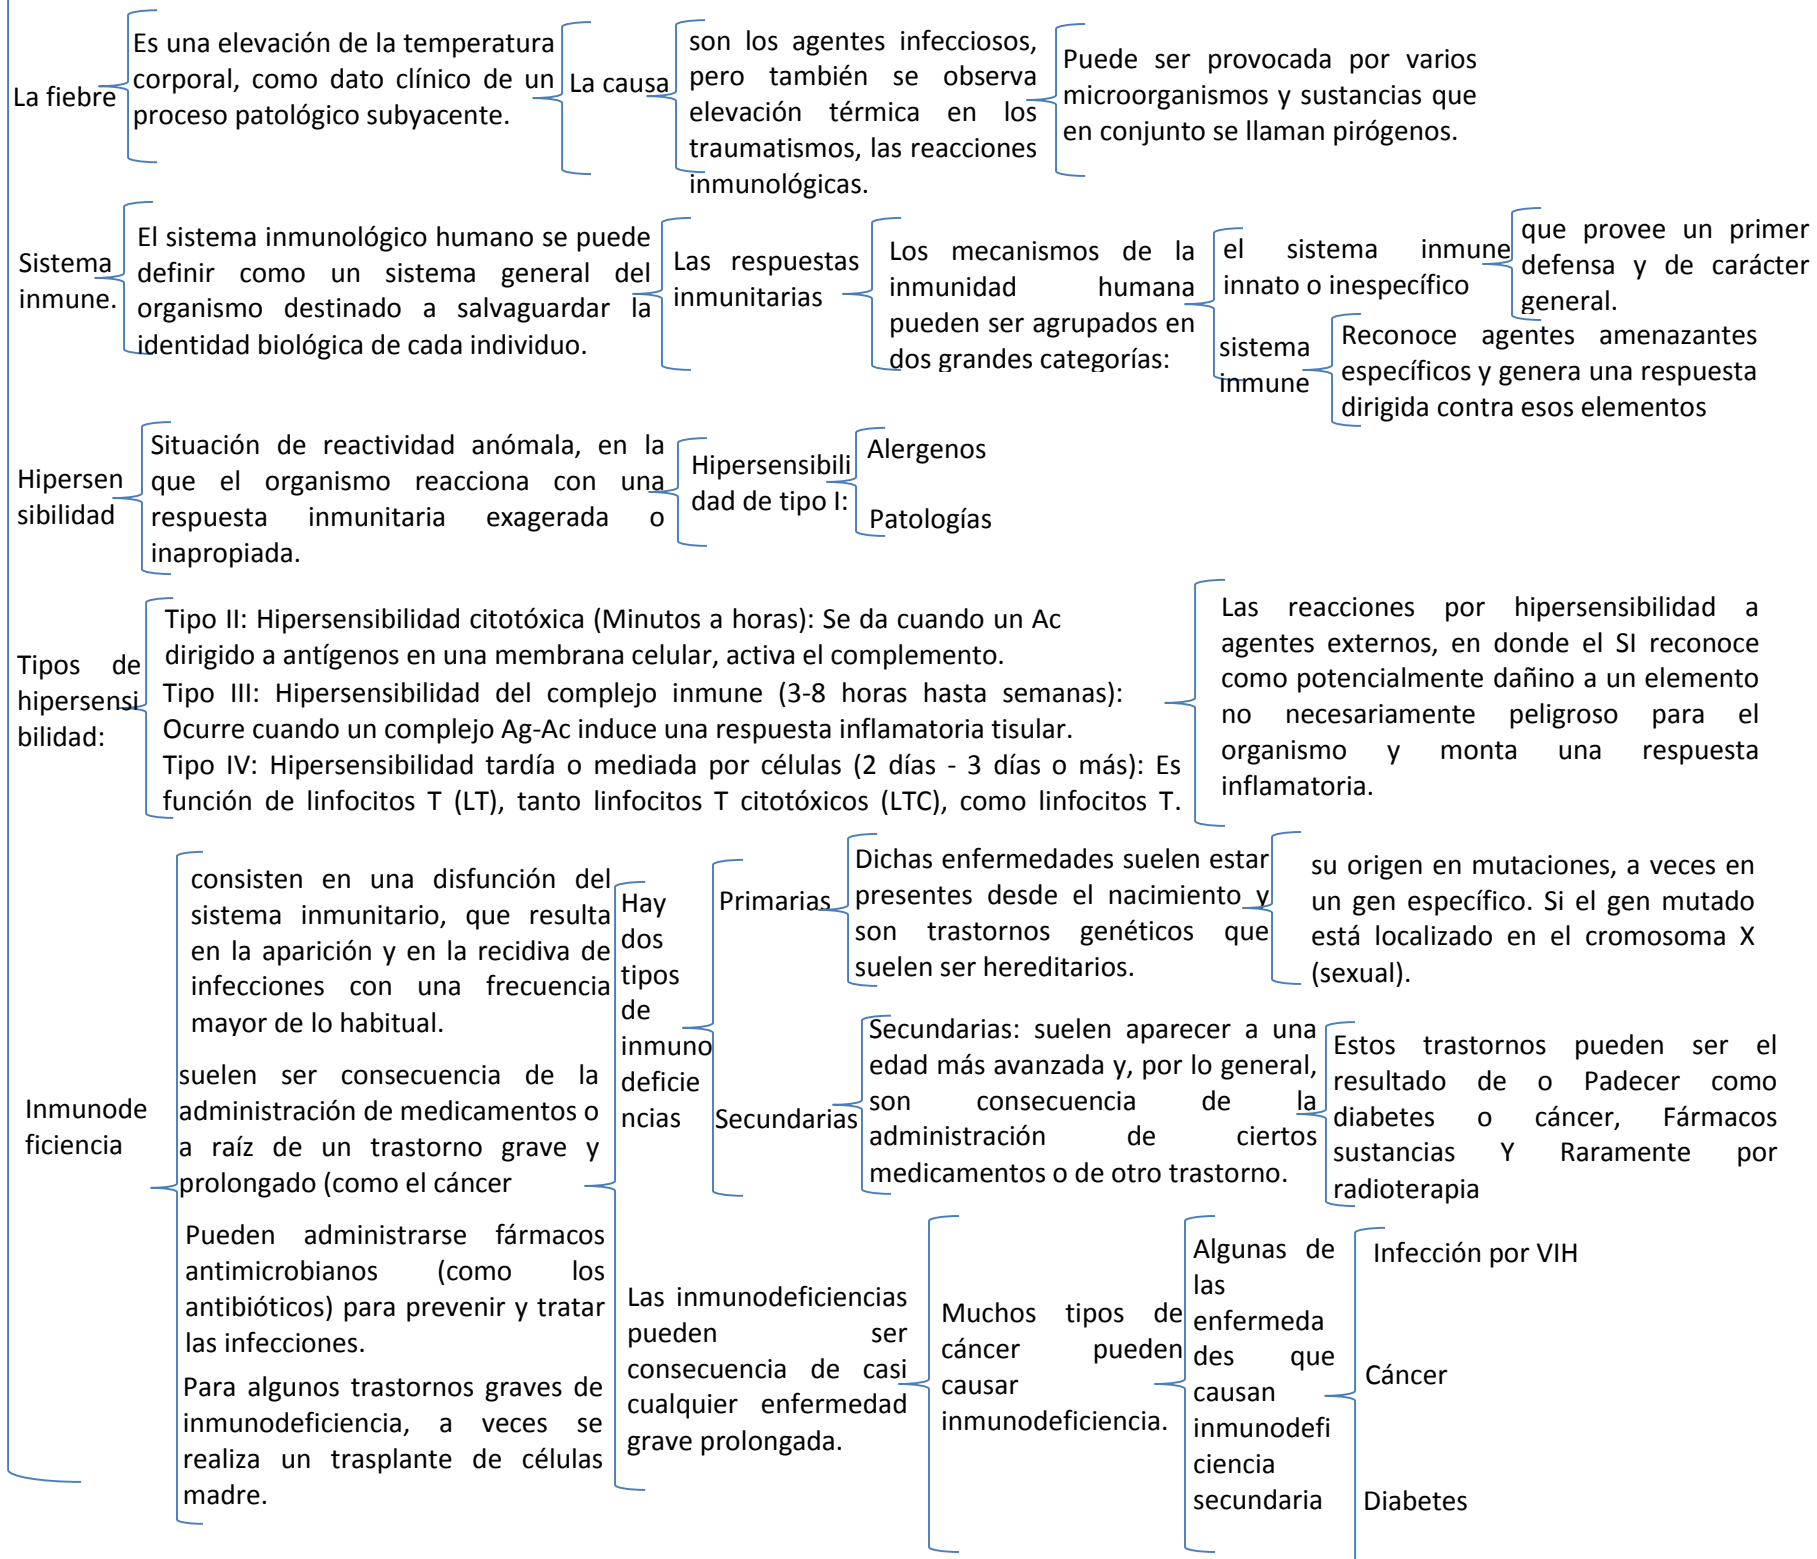 La fiebre
Es una elevación de la temperatura
corporal, como dato clínico de un
proceso patológico subyacente.
La causa
son los agentes infecciosos,
pero también se observa
elevación térmica en los
traumatismos, las reacciones
inmunológicas.
Puede ser provocada por varios
microorganismos y sustancias que
en conjunto se llaman pirógenos.
Sistema
inmune.
El sistema inmunológico humano se puede
definir como un sistema general del
organismo destinado a salvaguardar la
identidad biológica de cada individuo.
Las respuestas
inmunitarias
Los mecanismos de la
inmunidad humana
pueden ser agrupados en
dos grandes categorías:
el sistema inmune
innato o inespecífico
que provee un primer
defensa y de carácter
general.
sistema
inmune
Reconoce agentes amenazantes
específicos y genera una respuesta
dirigida contra esos elementos
Hipersen
sibilidad
Situación de reactividad anómala, en la
que el organismo reacciona con una
respuesta inmunitaria exagerada o
inapropiada.
Hipersensibili
dad de tipo I:
Alergenos
Patologías
Tipos de
hipersensi
bilidad:
Tipo II: Hipersensibilidad citotóxica (Minutos a horas): Se da cuando un Ac
dirigido a antígenos en una membrana celular, activa el complemento.
Tipo III: Hipersensibilidad del complejo inmune (3-8 horas hasta semanas):
Ocurre cuando un complejo Ag-Ac induce una respuesta inflamatoria tisular.
Tipo IV: Hipersensibilidad tardía o mediada por células (2 días - 3 días o más): Es
función de linfocitos T (LT), tanto linfocitos T citotóxicos (LTC), como linfocitos T.
Las reacciones por hipersensibilidad a
agentes externos, en donde el SI reconoce
como potencialmente dañino a un elemento
no necesariamente peligroso para el
organismo y monta una respuesta
inflamatoria.
Inmunode
ficiencia
consisten en una disfunción del
sistema inmunitario, que resulta
en la aparición y en la recidiva de
infecciones con una frecuencia
mayor de lo habitual.
suelen ser consecuencia de la
administración de medicamentos o
a raíz de un trastorno grave y
prolongado (como el cáncer
Pueden administrarse fármacos
antimicrobianos (como los
antibióticos) para prevenir y tratar
las infecciones.
Para algunos trastornos graves de
inmunodeficiencia, a veces se
realiza un trasplante de células
madre.
Hay
dos
tipos
de
inmuno
deficie
ncias
Primarias
Dichas enfermedades suelen estar
presentes desde el nacimiento y
son trastornos genéticos que
suelen ser hereditarios.
su origen en mutaciones, a veces en
un gen específico. Si el gen mutado
está localizado en el cromosoma X
(sexual).
Secundarias
Secundarias: suelen aparecer a una
edad más avanzada y, por lo general,
son consecuencia de la
administración de ciertos
medicamentos o de otro trastorno.
Estos trastornos pueden ser el
resultado de o Padecer como
diabetes o cáncer, Fármacos
sustancias Y Raramente por
radioterapia
Las inmunodeficiencias
pueden ser
consecuencia de casi
cualquier enfermedad
grave prolongada.
Muchos tipos de
cáncer pueden
causar
inmunodeficiencia.
Algunas de
las
enfermeda
des que
causan
inmunodefi
ciencia
secundaria
Infección por VIH
Cáncer
Diabetes